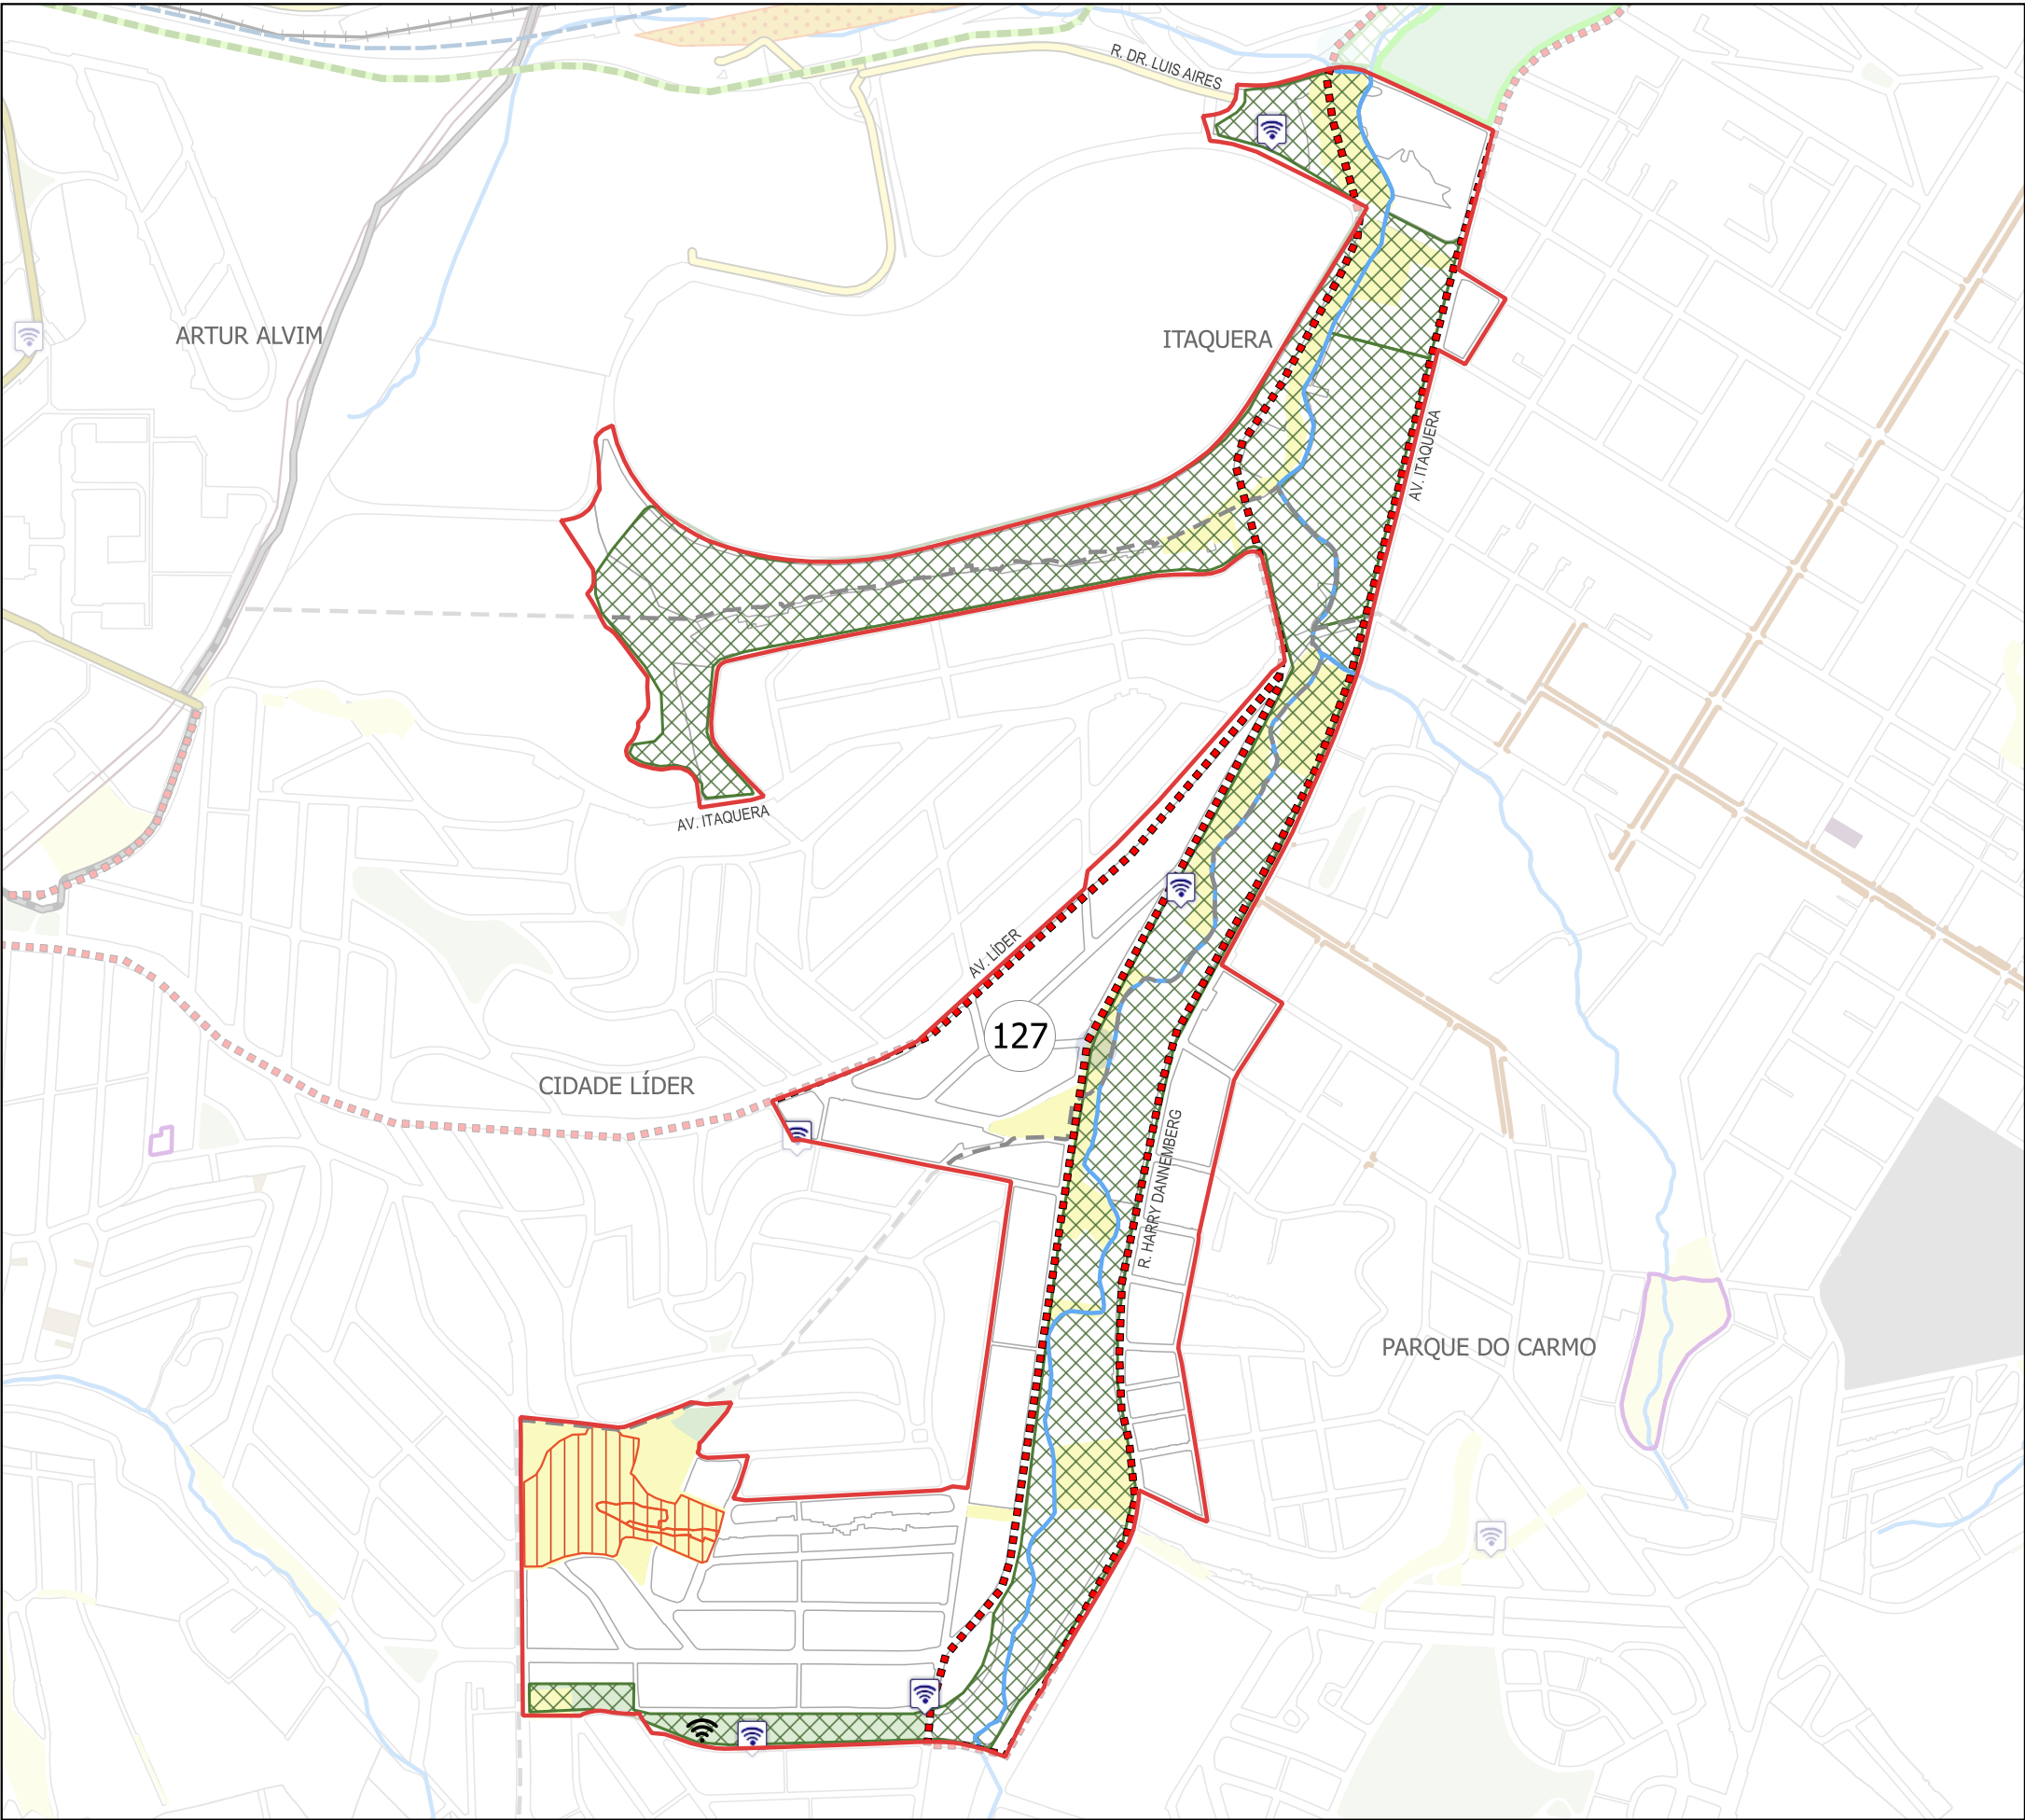 R. DR. LUIS AIRES
ARTUR ALVIM
ITAQUERA
AV. ITAQUERA
AV. ITAQUERA
AV. LÍDER
127
CIDADE LÍDER
R. HARRY DANNEMBERG
PARQUE DO CARMO